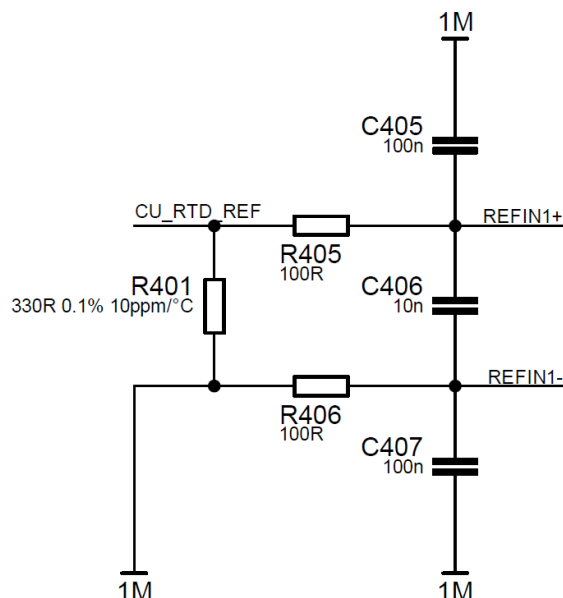 1M
C405
100n
CU_RTD_REF
REFIN1+
R405
100R
R401
330R 0.1% 10ppm/°C
C406
10n
REFIN1-
R406
100R
C407
100n
1M
1M